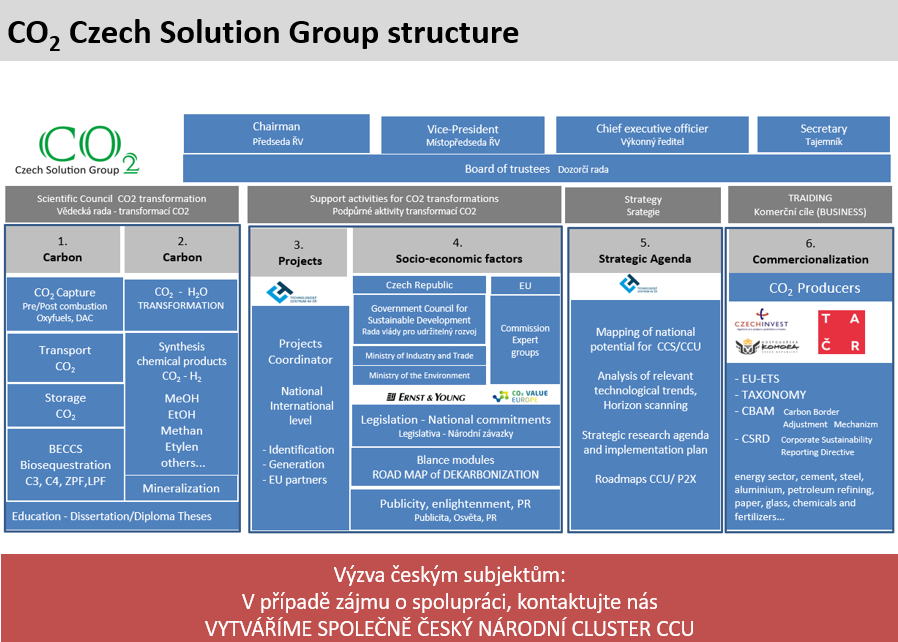 CO2 Czech Solution Group structure
CO2
Czech Solution Group
Chairman
Předseda ŘV
Vice-President
Místopředseda ŘV
Chief executive officier
Výkonný ředitel
Secretary
Tajemník
Board of trustees Dozorčí rada
Scientific Council CO2 transformation
Vědecká rada - transformací CO2
Support activities for CO2 transformations
Podpůrné aktivity transformací CO2
Strategy
Srategie
TRAIDING
Komerční cíle (BUSINESS)
1.
Carbon
2.
Carbon
3.
Projects
4.
Socio-economic factors
5.
Strategic Agenda
6.
Commercionalization
CO2 Capture
Pre/Post combustion
Oxyfuels, DAC
Transport
CO2
Storage
CO2
BECCS
Biosequestration
C3, C4, ZPF,LPF
CO2 - H2O
TRANSFORMATION
Synthesis
chemical products
CO2 - H2
MeOH
EtOH
Methan
Etylen
others...
Mineralization
Education - Dissertation/Diploma Theses
Projects
Coordinator
National
International
level
- Identification
- Generation
- EU partners
Czech Republic
Government Council for
Sustainable Development
Rada vlády pro udržitelný rozvoj
Ministry of Industry and Trade
Ministry of the Environment
EU
Commission
Expert
groups
ERNST & YOUNG
CO2 VALUE
EUROPE
Legislation - National commitments
Legislativa - Národní závazky
Blance modules
ROAD MAP of DEKARBONIZATION
Publicity, enlightenment, PR
Publicita, Osvěta, PR
Mapping of national
potential for CCS/CCU
Analysis of relevant
technological trends,
Horizon scanning
Strategic research agenda
and implementation plan
Roadmaps CCU/ P2X
CO2 Producers
CZECHINVEST
KOMORA
T A
Č R
- EU-ETS
- TAXONOMY
- CBAM Carbon Border
Adjustment Mechanism
- CSRD Corporate Sustainability
Reporting Directive
energy sector, cement, steel,
aluminium, petroleum refining,
paper, glass, chemicals and
fertilizers...
Výzva českým subjektům:
V případě zájmu o spolupráci, kontaktujte nás
VYTVÁŘÍME SPOLEČNĚ ČESKÝ NÁRODNÍ CLUSTER CCU